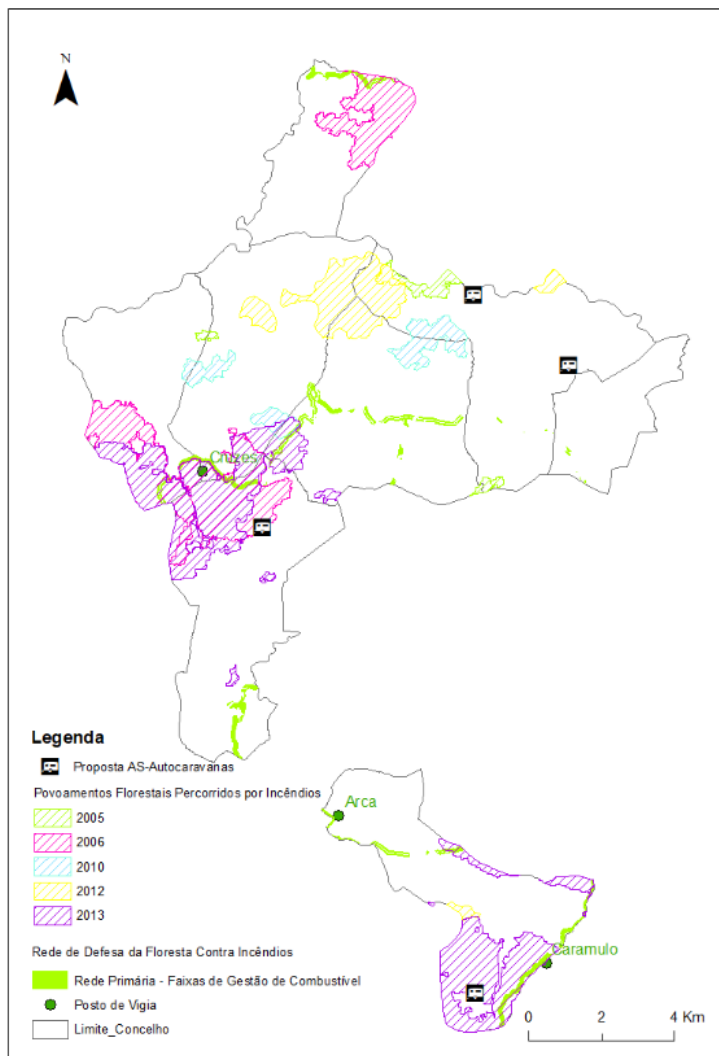 N
Chizes
Legenda
Proposta AS-Autocaravanas
Povoamentos Florestais Percorridos por Incêndios
2005
2006
2010
2012
2013
Rede de Defesa da Floresta Contra Incêndios
Rede Primária - Faixas de Gestão de Combustível
Posto de Vigia
Limite_Concelho
Arca
Caramulo
0 2 4 Km